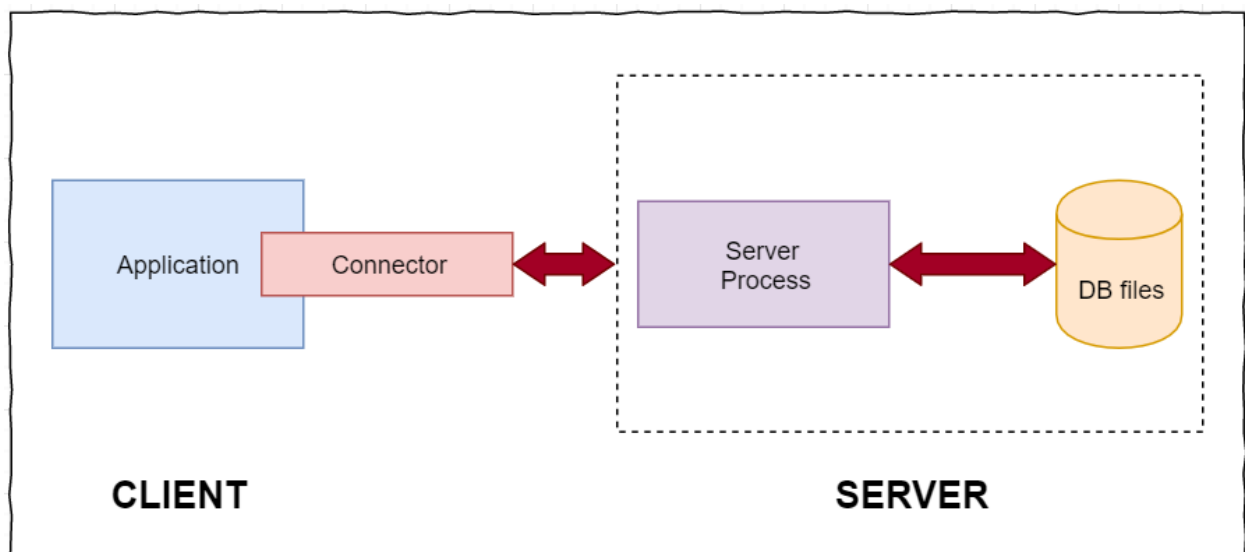 Application
Connector
Server
Process
DB files
CLIENT
SERVER